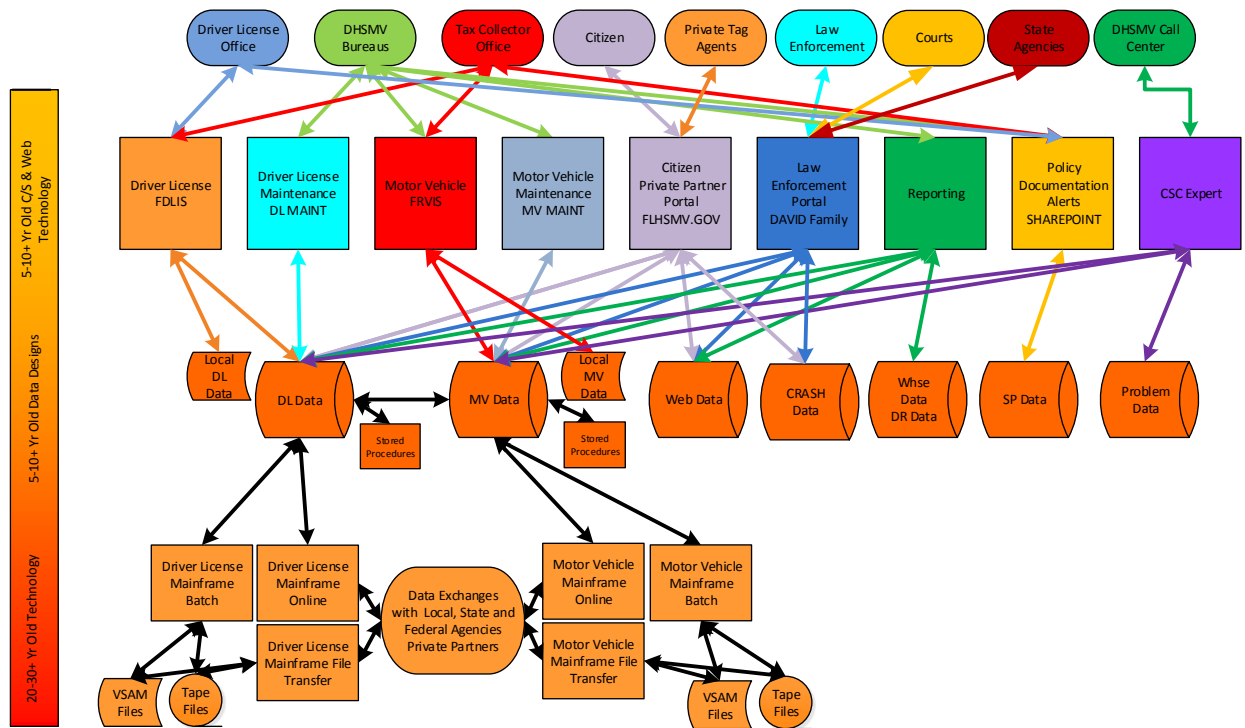 Driver License
Office
DHSMV
Bureaus
Tax Collector
Office
Citizen
Private Tag
Agents
Law
Enforcement
Courts
State
Agencies
DHSMV Call
Center
5-10+ Yr Old C/S & Web
Technology
5-10+ Yr Old Data Designs
20-30+ Yr Old Technology
Driver License
FDLIS
Driver License
Maintenance
DL MAINT
Motor Vehicle
FRVIS
Motor Vehicle
Maintenance
MV MAINT
Citizen
Private Partner
Portal
FLHSMV.GOV
Law
Enforcement
Portal
DAVID Family
Reporting
Policy
Documentation
Alerts
SHAREPOINT
CSC Expert
Local
DL
Data
DL Data
Stored
Procedures
MV Data
Local
MV
Data
Stored
Procedures
Web Data
CRASH
Data
Whse
Data
DR Data
SP Data
Problem
Data
Driver License
Mainframe
Batch
Driver License
Mainframe
Online
Data Exchanges
with Local, State and
Federal Agencies
Private Partners
Motor Vehicle
Mainframe
Online
Motor Vehicle
Mainframe
Batch
Driver License
Mainframe File
Transfer
Motor Vehicle
Mainframe File
Transfer
VSAM
Files
Tape
Files
VSAM
Files
Tape
Files